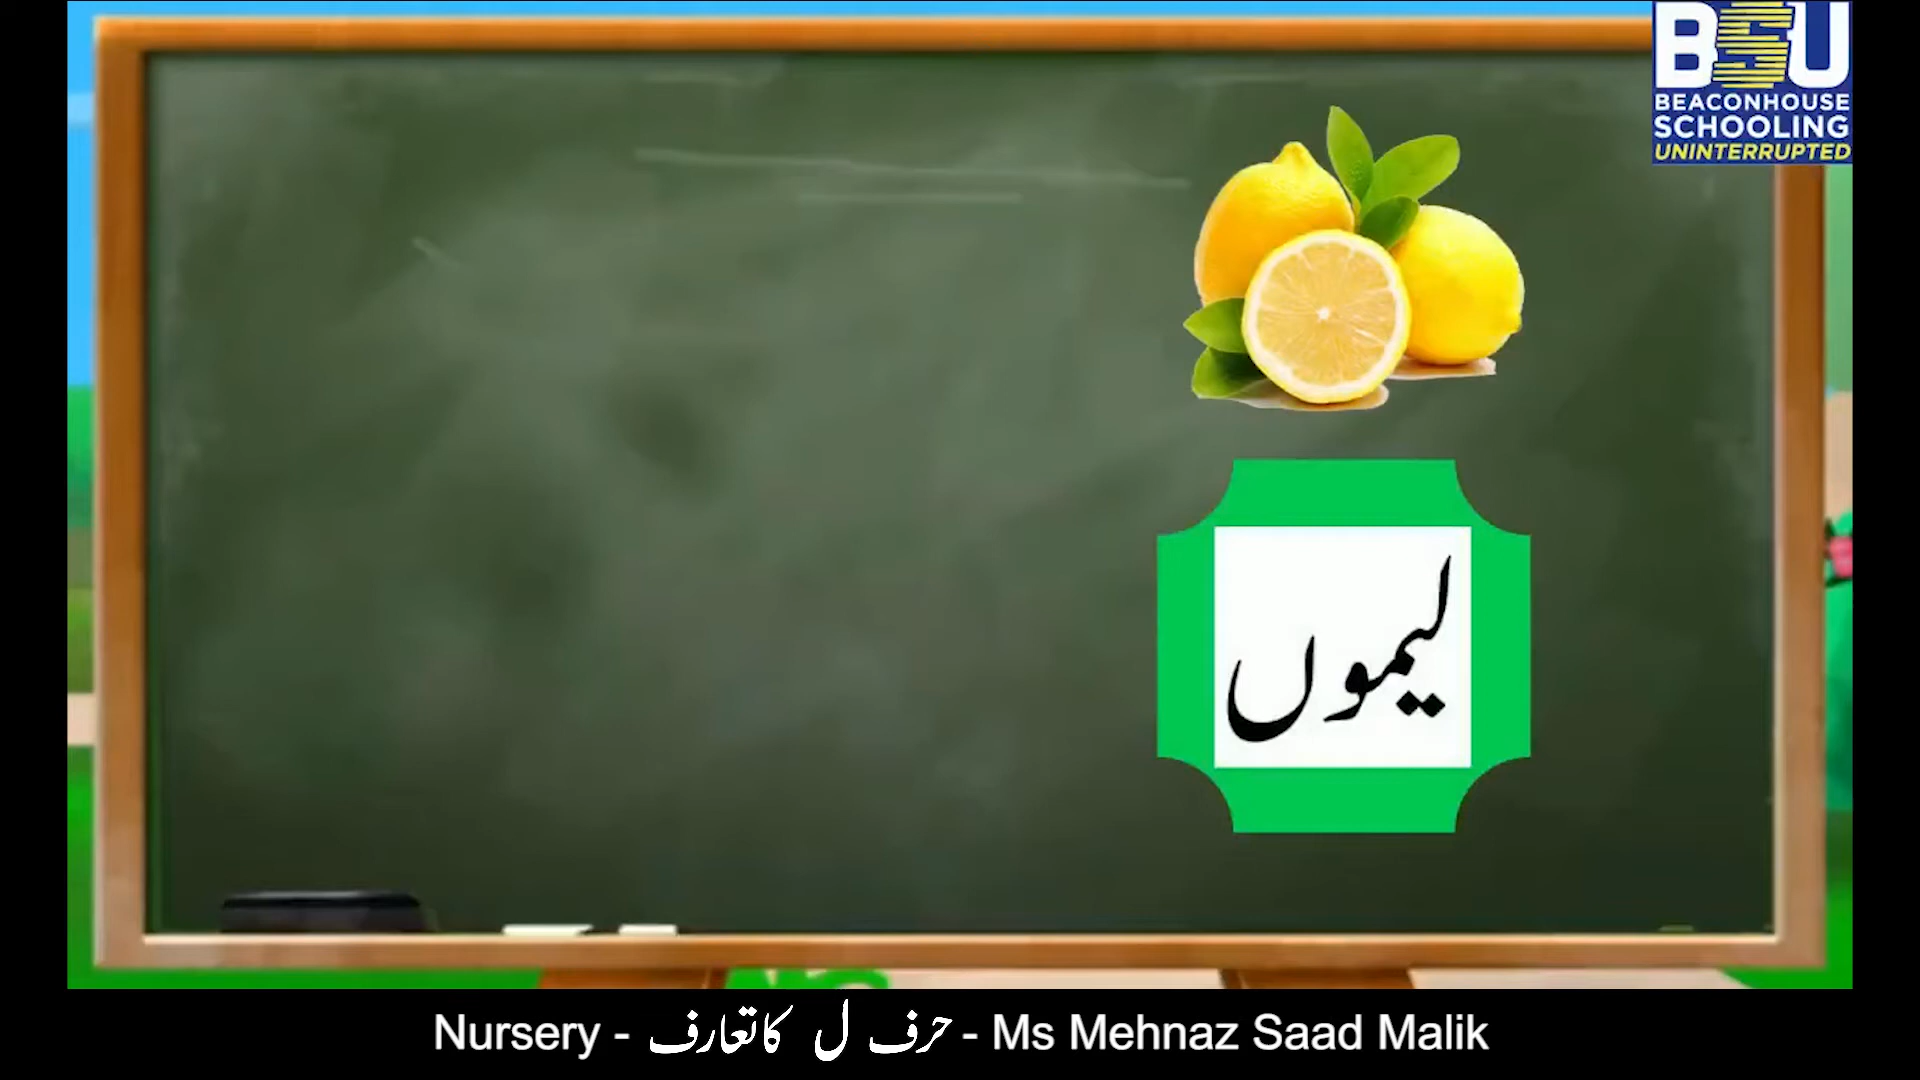 BSU
BEACONHOUSE
SCHOOLING
UNINTERRUPTED
لیموں
Nursery - حرف ل کا تعارف - Ms Mehnaz Saad Malik